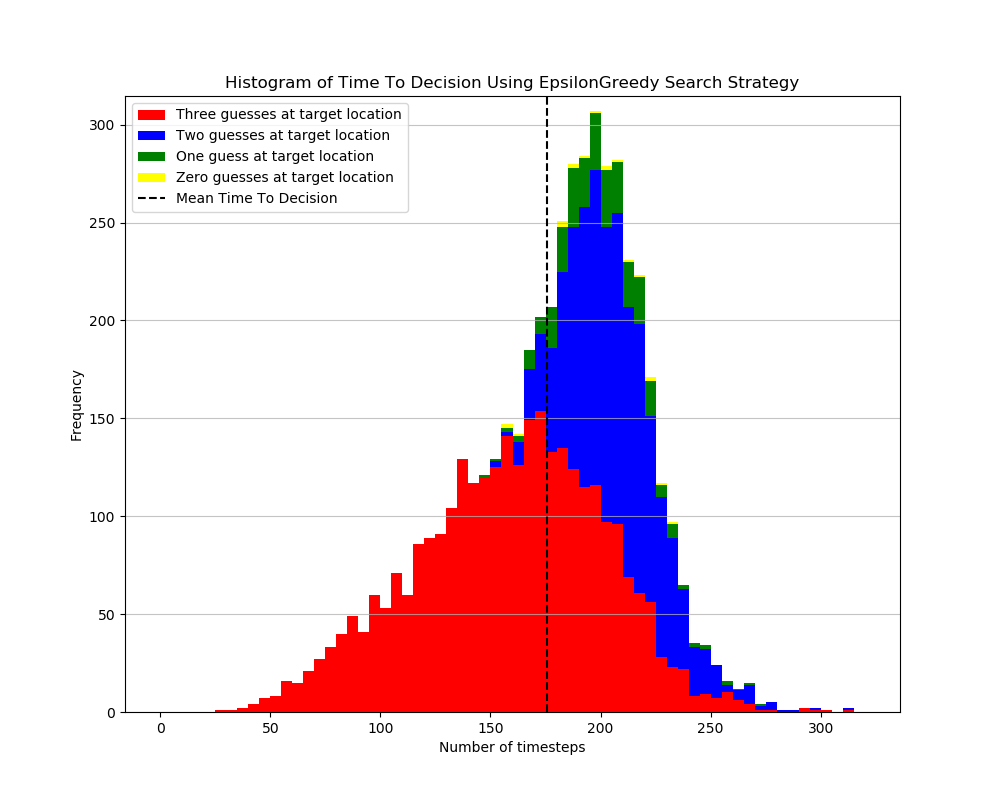 Histogram of Time To Decision Using EpsilonGreedy Search Strategy
Three guesses at target location
Two guesses at target location
One guess at target location
Zero guesses at target location
Mean Time To Decision
300
250
200
150
100
50
0
Frequency
0 50 100 150 200 250 300
Number of timesteps